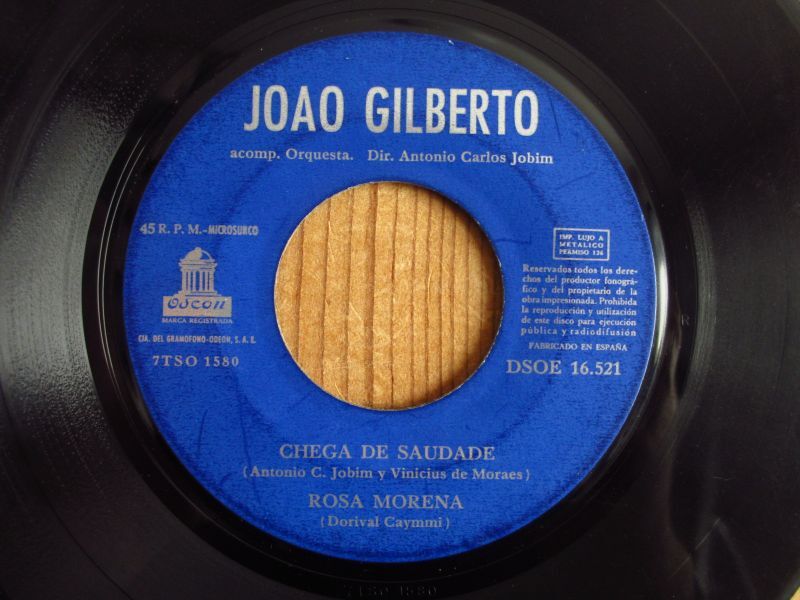 JOAO GILBERTO
acomp. Orquesta. Dir. Antonio Carlos Jobim
45 R. P. M.-MICROSURCO
Odeon
MARCA REGISTRADA
CIA. DEL GRAMOFONO-ODEON, S. A. E.
7TSO 1580
IMP. LUJO A
METALICO
PERMISO 126
Reservados todos los dere-
chos del productor fonográ-
fico y del propietario de la
obra impresionada. Prohibida
la reproducción y utilización
de este disco para ejecución
pública y radiodifusión
FABRICADO EN ESPAÑA
DSOE 16.521
CHEGA DE SAUDADE
(Antonio C. Jobim y Vinicius de Moraes)
ROSA MORENA
(Dorival Caymmi)
7TSO 1580
R